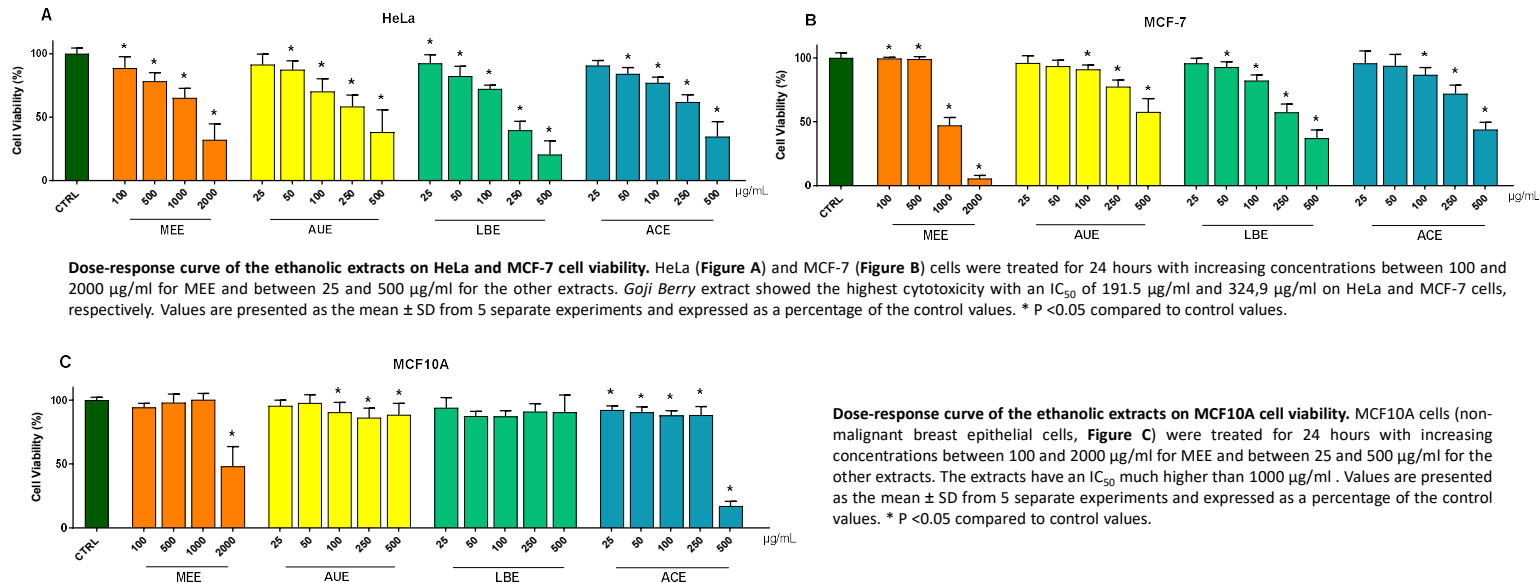 A
HeLa
Cell Viability (%)
100
50
0
* * * * * * * * * * * * * * * * *
CTRL 100 500 1000 2000 25 50 100 250 500 25 50 100 250 500 25 50 100 250 500 µg/mL
MEE AUE LBE ACE
B
MCF-7
Cell Viability (%)
100
50
0
* * * * * * * * * * * * * *
CTRL 100 500 1000 2000 25 50 100 250 500 25 50 100 250 500 25 50 100 250 500 µg/mL
MEE AUE LBE ACE
Dose-response curve of the ethanolic extracts on HeLa and MCF-7 cell viability. HeLa (Figure A) and MCF-7 (Figure B) cells were treated for 24 hours with increasing concentrations between 100 and
2000 µg/ml for MEE and between 25 and 500 µg/ml for the other extracts. Goji Berry extract showed the highest cytotoxicity with an IC50 of 191.5 µg/ml and 324,9 µg/ml on HeLa and MCF-7 cells,
respectively. Values are presented as the mean ± SD from 5 separate experiments and expressed as a percentage of the control values. * P <0.05 compared to control values.
C
MCF10A
Cell Viability (%)
100
50
0
* * * * * * * * *
CTRL 100 500 1000 2000 25 50 100 250 500 25 50 100 250 500 25 50 100 250 500 µg/mL
MEE AUE LBE ACE
Dose-response curve of the ethanolic extracts on MCF10A cell viability. MCF10A cells (non-
malignant breast epithelial cells, Figure C) were treated for 24 hours with increasing
concentrations between 100 and 2000 µg/ml for MEE and between 25 and 500 µg/ml for the
other extracts. The extracts have an IC50 much higher than 1000 µg/ml . Values are presented
as the mean ± SD from 5 separate experiments and expressed as a percentage of the control
values. * P <0.05 compared to control values.